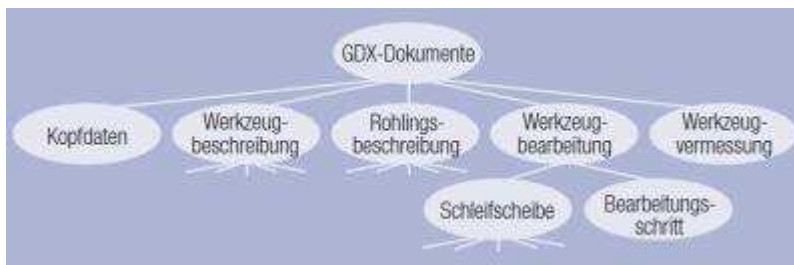 GDX-Dokumente
Kopfdaten
Werkzeug-
beschreibung
Rohlings-
beschreibung
Werkzeug-
bearbeitung
Werkzeug-
vermessung
Schleifscheibe
Bearbeitungs-
schritt